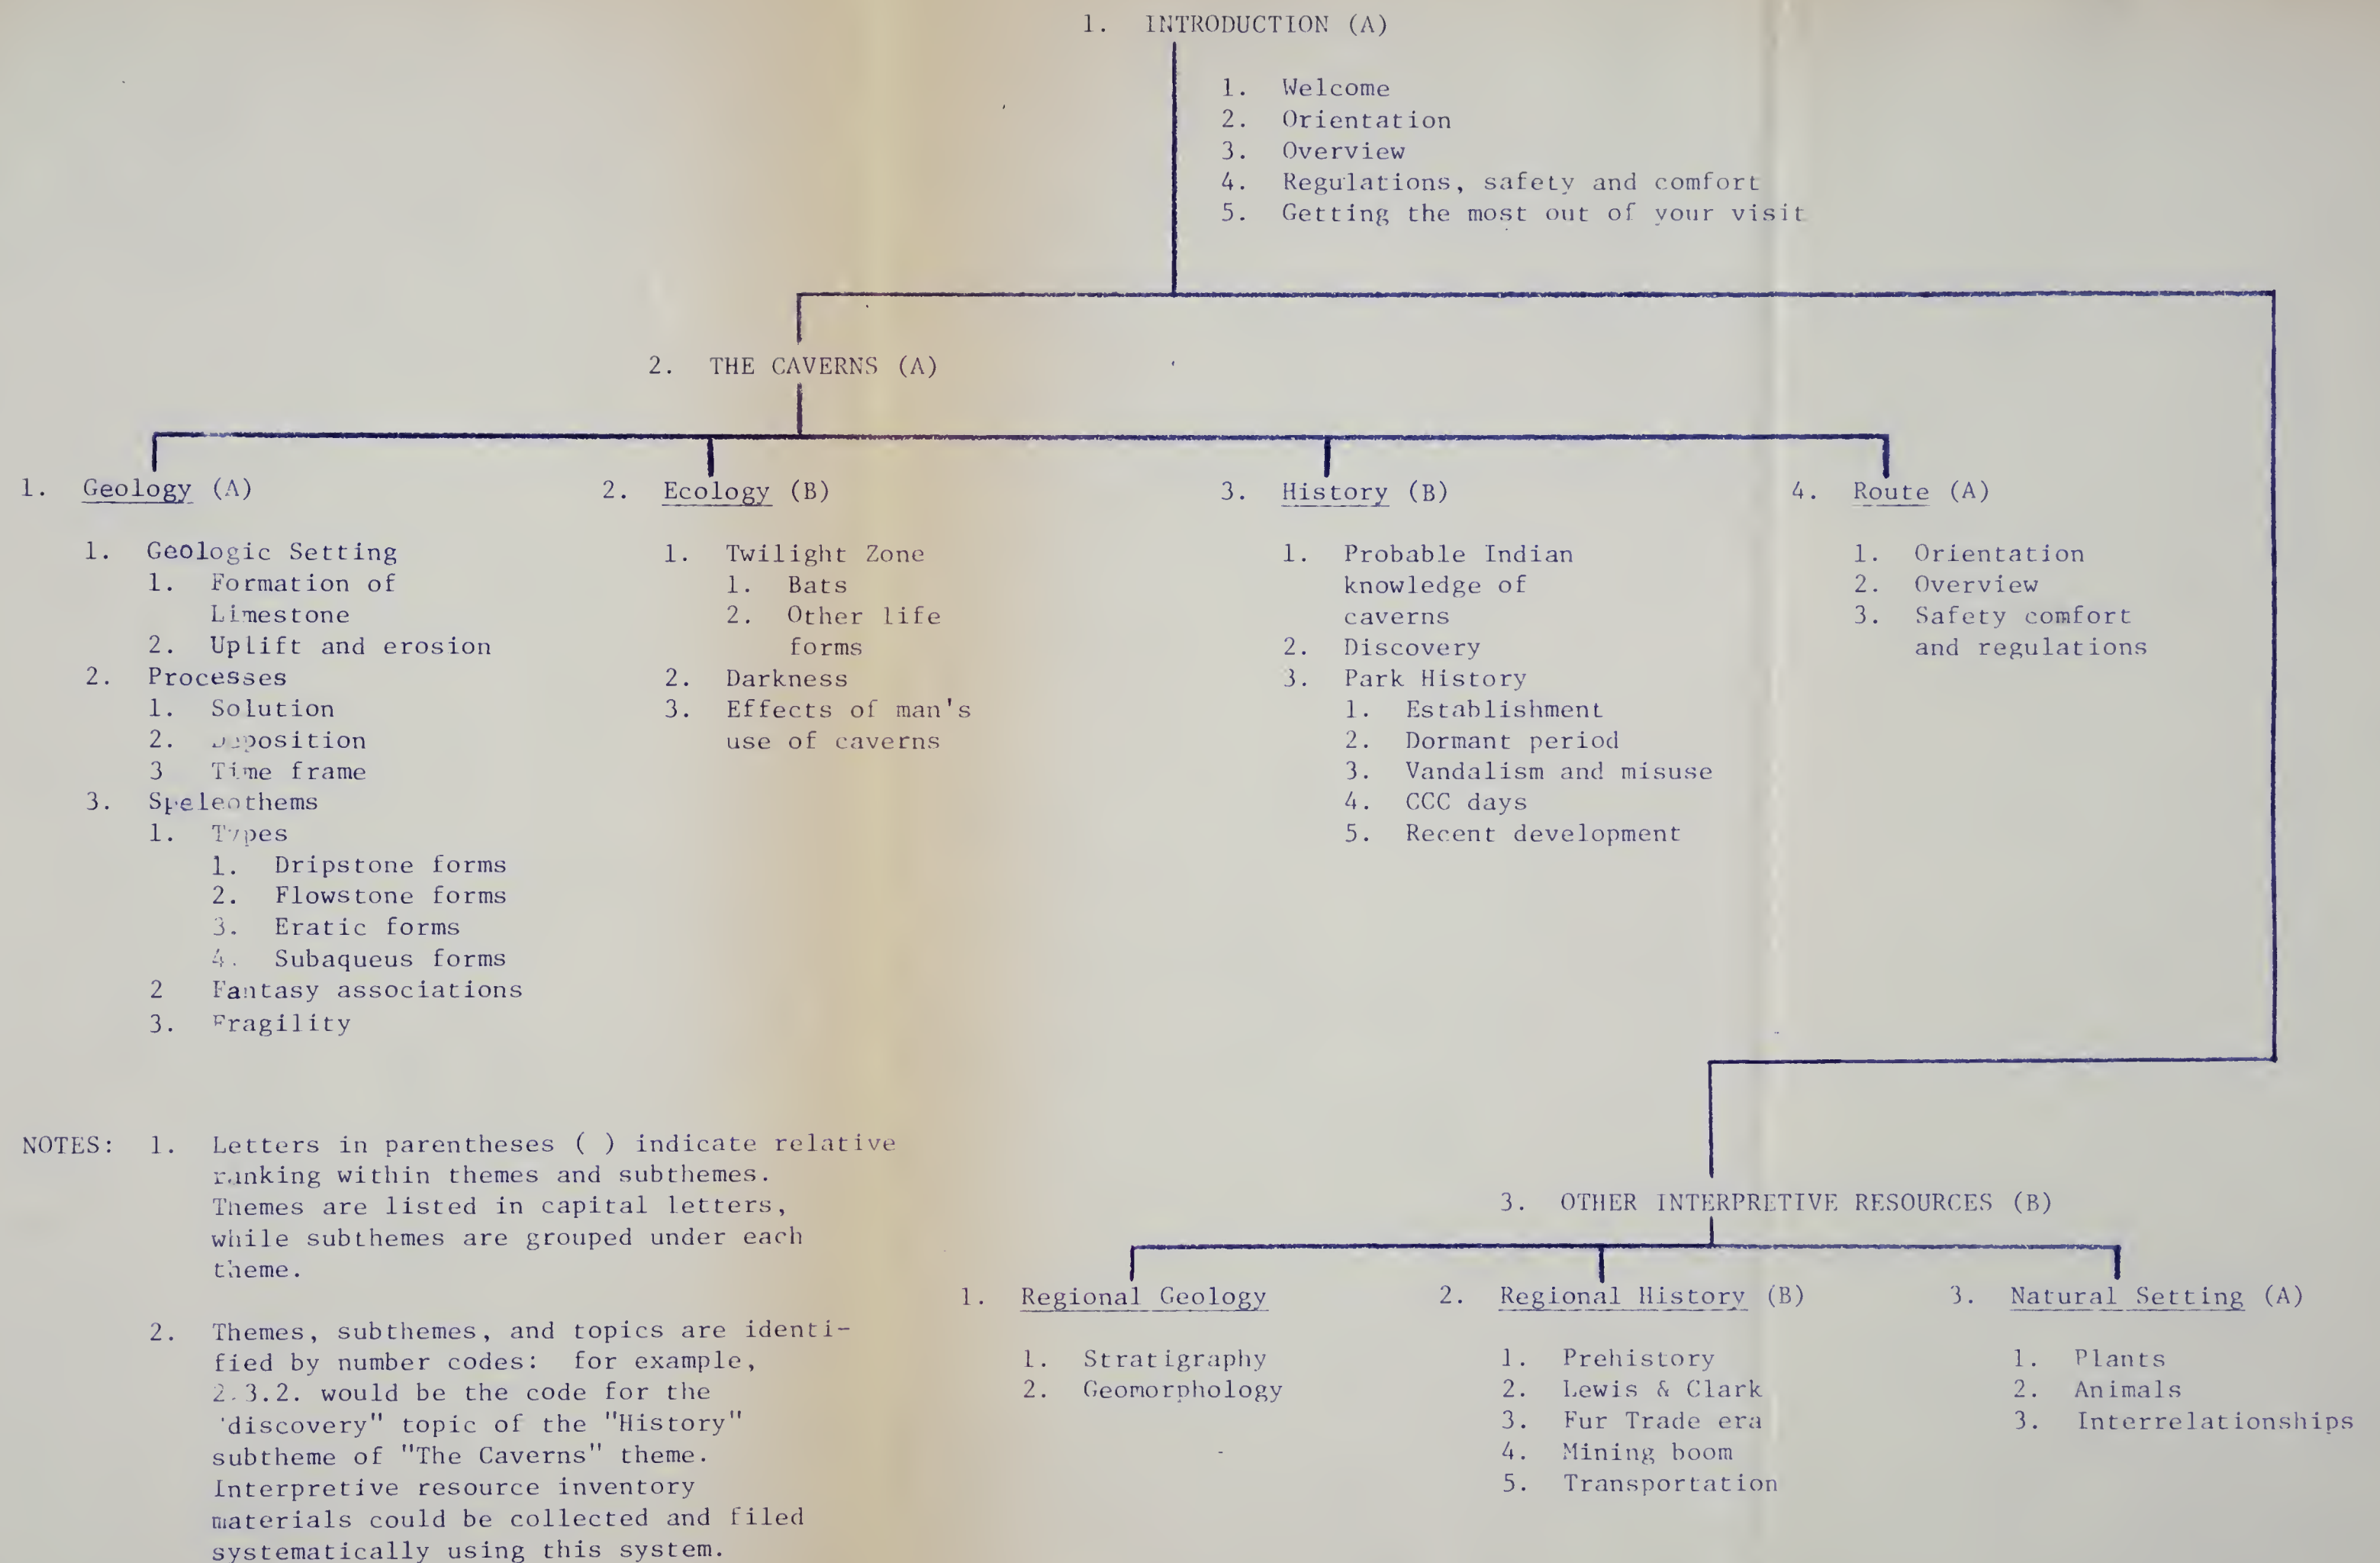 1. INTRODUCTION (A)
1. Welcome
2. Orientation
3. Overview
4. Regulations, safety and comfort
5. Getting the most out of your visit
2. THE CAVERNS (A)
1. Geology (A)
1. Geologic Setting
1. Formation of
Limestone
2. Uplift and erosion
2. Processes
1. Solution
2. Deposition
3 Time frame
3. Speleothems
1. Types
1. Dripstone forms
2. Flowstone forms
3. Eratic forms
4. Subaqueus forms
2 Fantasy associations
3. Fragility
2. Ecology (B)
1. Twilight Zone
1. Bats
2. Other life
forms
2. Darkness
3. Effects of man's
use of caverns
3. History (B)
1. Probable Indian
knowledge of
caverns
2. Discovery
3. Park History
1. Establishment
2. Dormant period
3. Vandalism and misuse
4. CCC days
5. Recent development
4. Route (A)
1. Orientation
2. Overview
3. Safety comfort
and regulations
3. OTHER INTERPRETIVE RESOURCES (B)
1. Regional Geology
1. Stratigraphy
2. Geomorphology
2. Regional History (B)
1. Prehistory
2. Lewis & Clark
3. Fur Trade era
4. Mining boom
5. Transportation
3. Natural Setting (A)
1. Plants
2. Animals
3. Interrelationships
NOTES: 1. Letters in parentheses ( ) indicate relative
ranking within themes and subthemes.
Themes are listed in capital letters,
while subthemes are grouped under each
theme.
2. Themes, subthemes, and topics are identi-
fied by number codes: for example,
2.3.2. would be the code for the
'discovery" topic of the "History"
subtheme of "The Caverns" theme.
Interpretive resource inventory
materials could be collected and filed
systematically using this system.